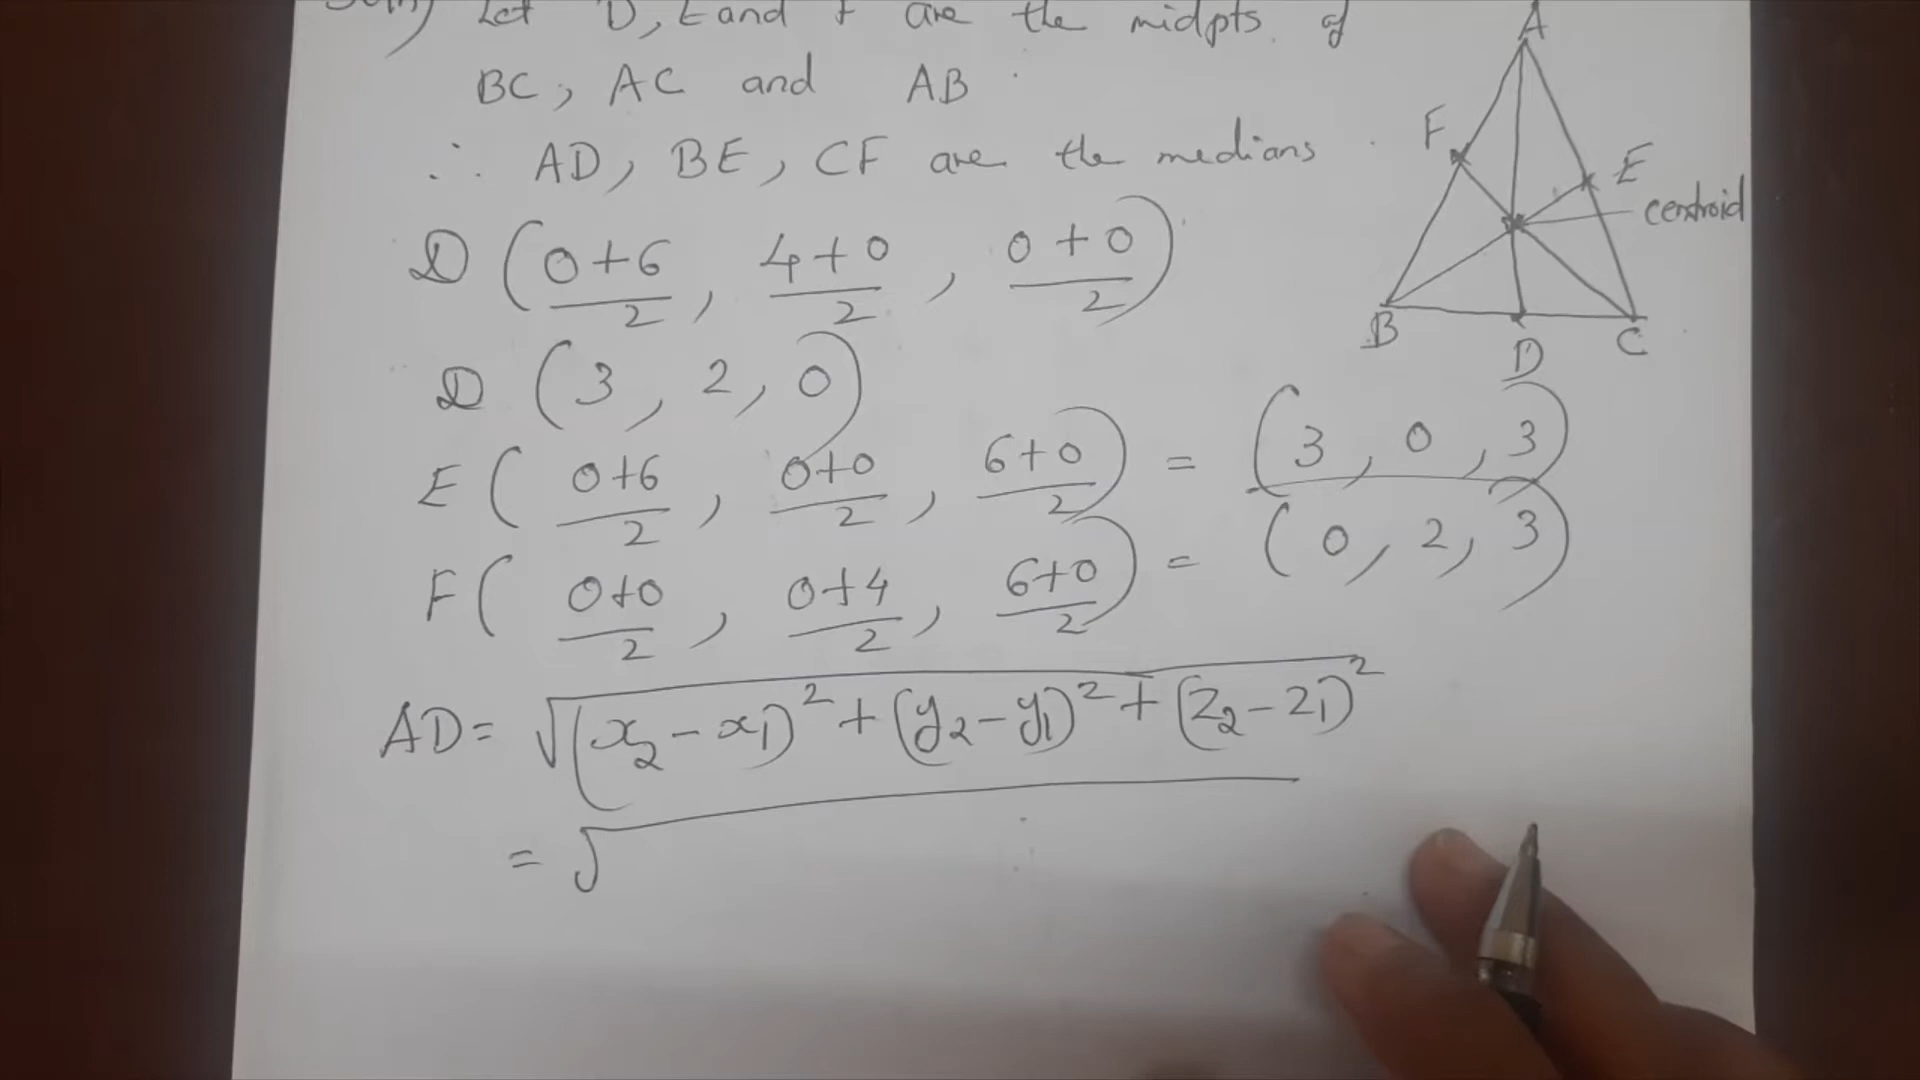 Let D, E and F are the midpts. of
BC, AC and AB.
∴ AD, BE, CF are the medians.
D (0+6/2, 4+0/2, 0+0/2)
D (3, 2, 0)
E (0+6/2, 0+0/2, 6+0/2) = (3, 0, 3)
F (0+0/2, 0+4/2, 6+0/2) = (0, 2, 3)
AD = √(x₂-x₁)² + (y₂-y₁)² + (z₂-z₁)²
= √
A
F
E
centroid
B
D
C